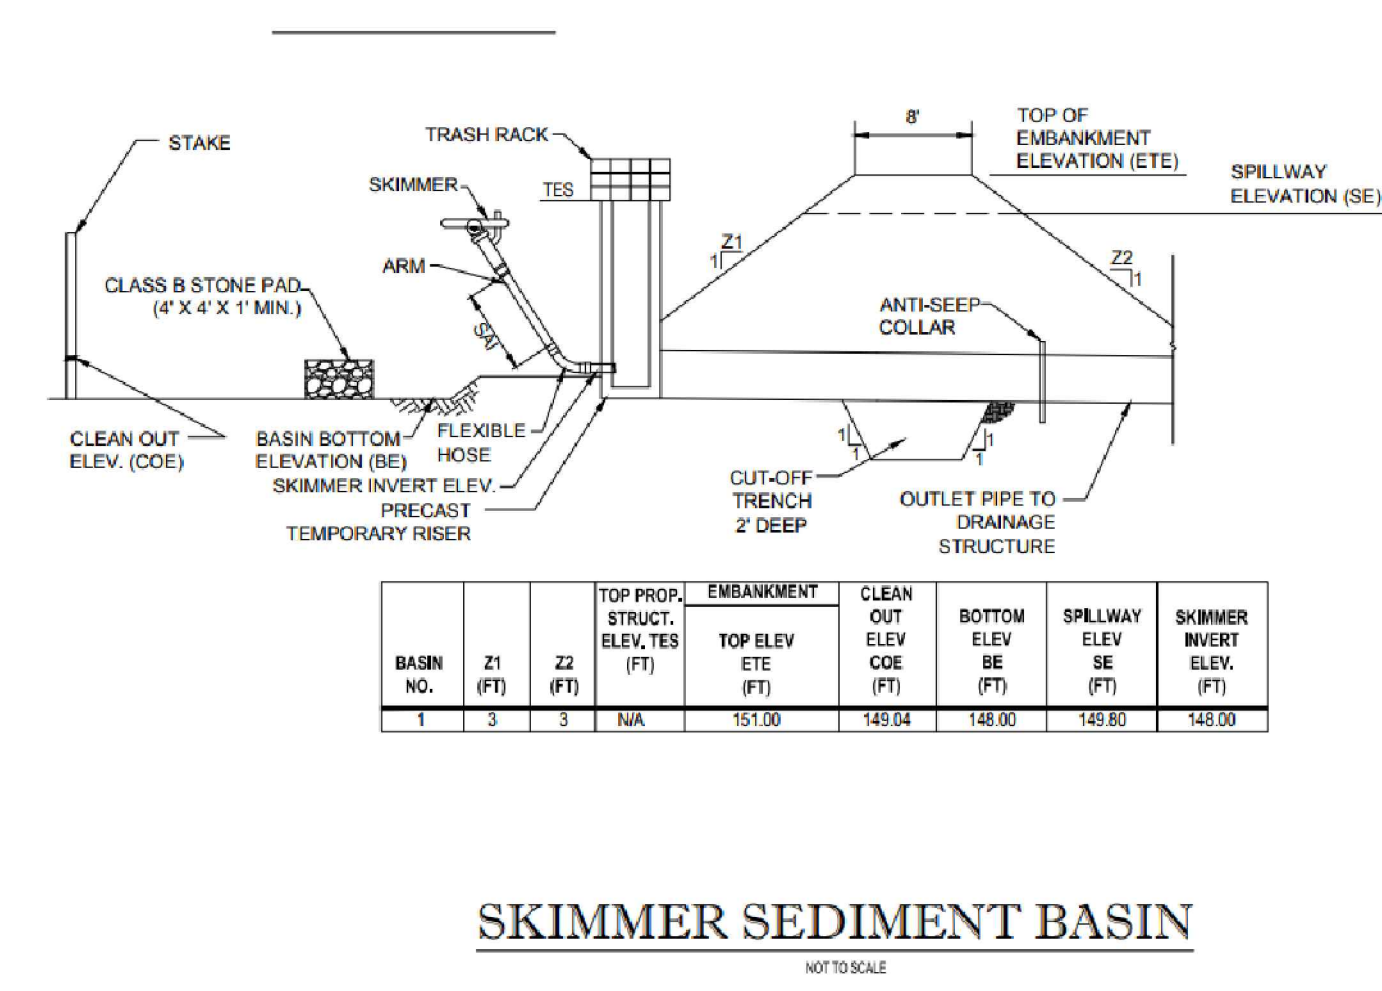 8'
TOP OF
EMBANKMENT
ELEVATION (ETE)
TRASH RACK
STAKE
SPILLWAY
ELEVATION (SE)
SKIMMER
TES
Z1
1
Z2
1
ARM
CLASS B STONE PAD
(4' X 4' X 1' MIN.)
ANTI-SEEP
COLLAR
CLEAN OUT
ELEV. (COE)
BASIN BOTTOM
ELEVATION (BE)
FLEXIBLE
HOSE
1
1
1
1
SKIMMER INVERT ELEV.
PRECAST
TEMPORARY RISER
CUT-OFF
TRENCH
2' DEEP
OUTLET PIPE TO
DRAINAGE
STRUCTURE
BASIN
NO.
Z1
(FT)
Z2
(FT)
TOP PROP.
STRUCT.
ELEV. TES
(FT)
EMBANKMENT
TOP ELEV
ETE
(FT)
CLEAN
OUT
ELEV
COE
(FT)
BOTTOM
ELEV
BE
(FT)
SPILLWAY
ELEV
SE
(FT)
SKIMMER
INVERT
ELEV.
(FT)
1 3 3 N/A 151.00 149.04 148.00 149.80 148.00
SKIMMER SEDIMENT BASIN
NOT TO SCALE